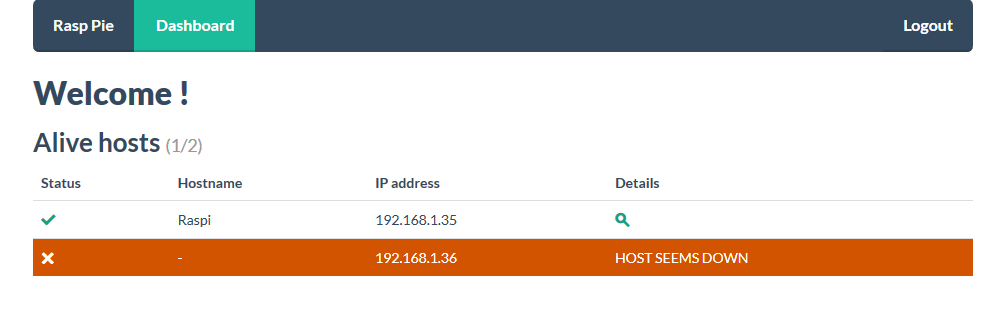 Rasp Pie Dashboard Logout
Welcome !
Alive hosts (1/2)
Status Hostname IP address Details
Raspi 192.168.1.35
- 192.168.1.36 HOST SEEMS DOWN